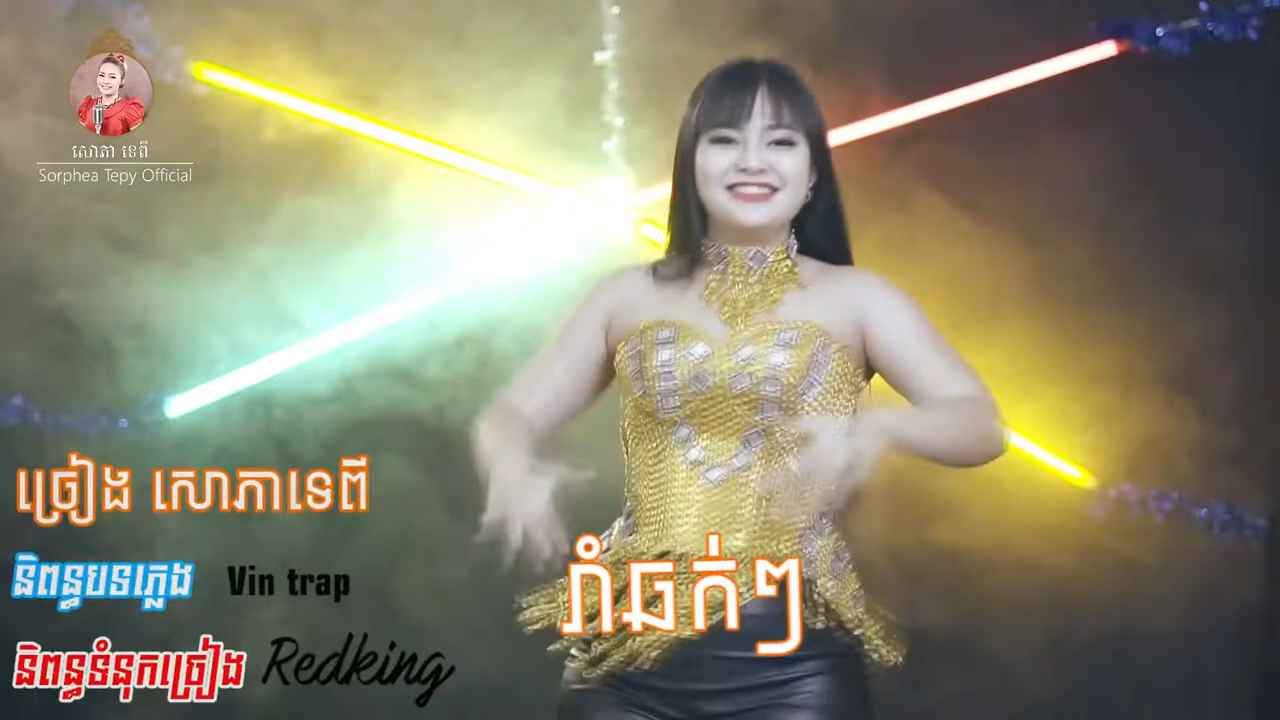 សោភា ទេពី
Sorphea Tepy Official
ច្រៀង សោភាទេពី
និពន្ធបទភ្លេង Vin trap
និពន្ធទំនុកច្រៀង Redking
រាំឆក់ៗ